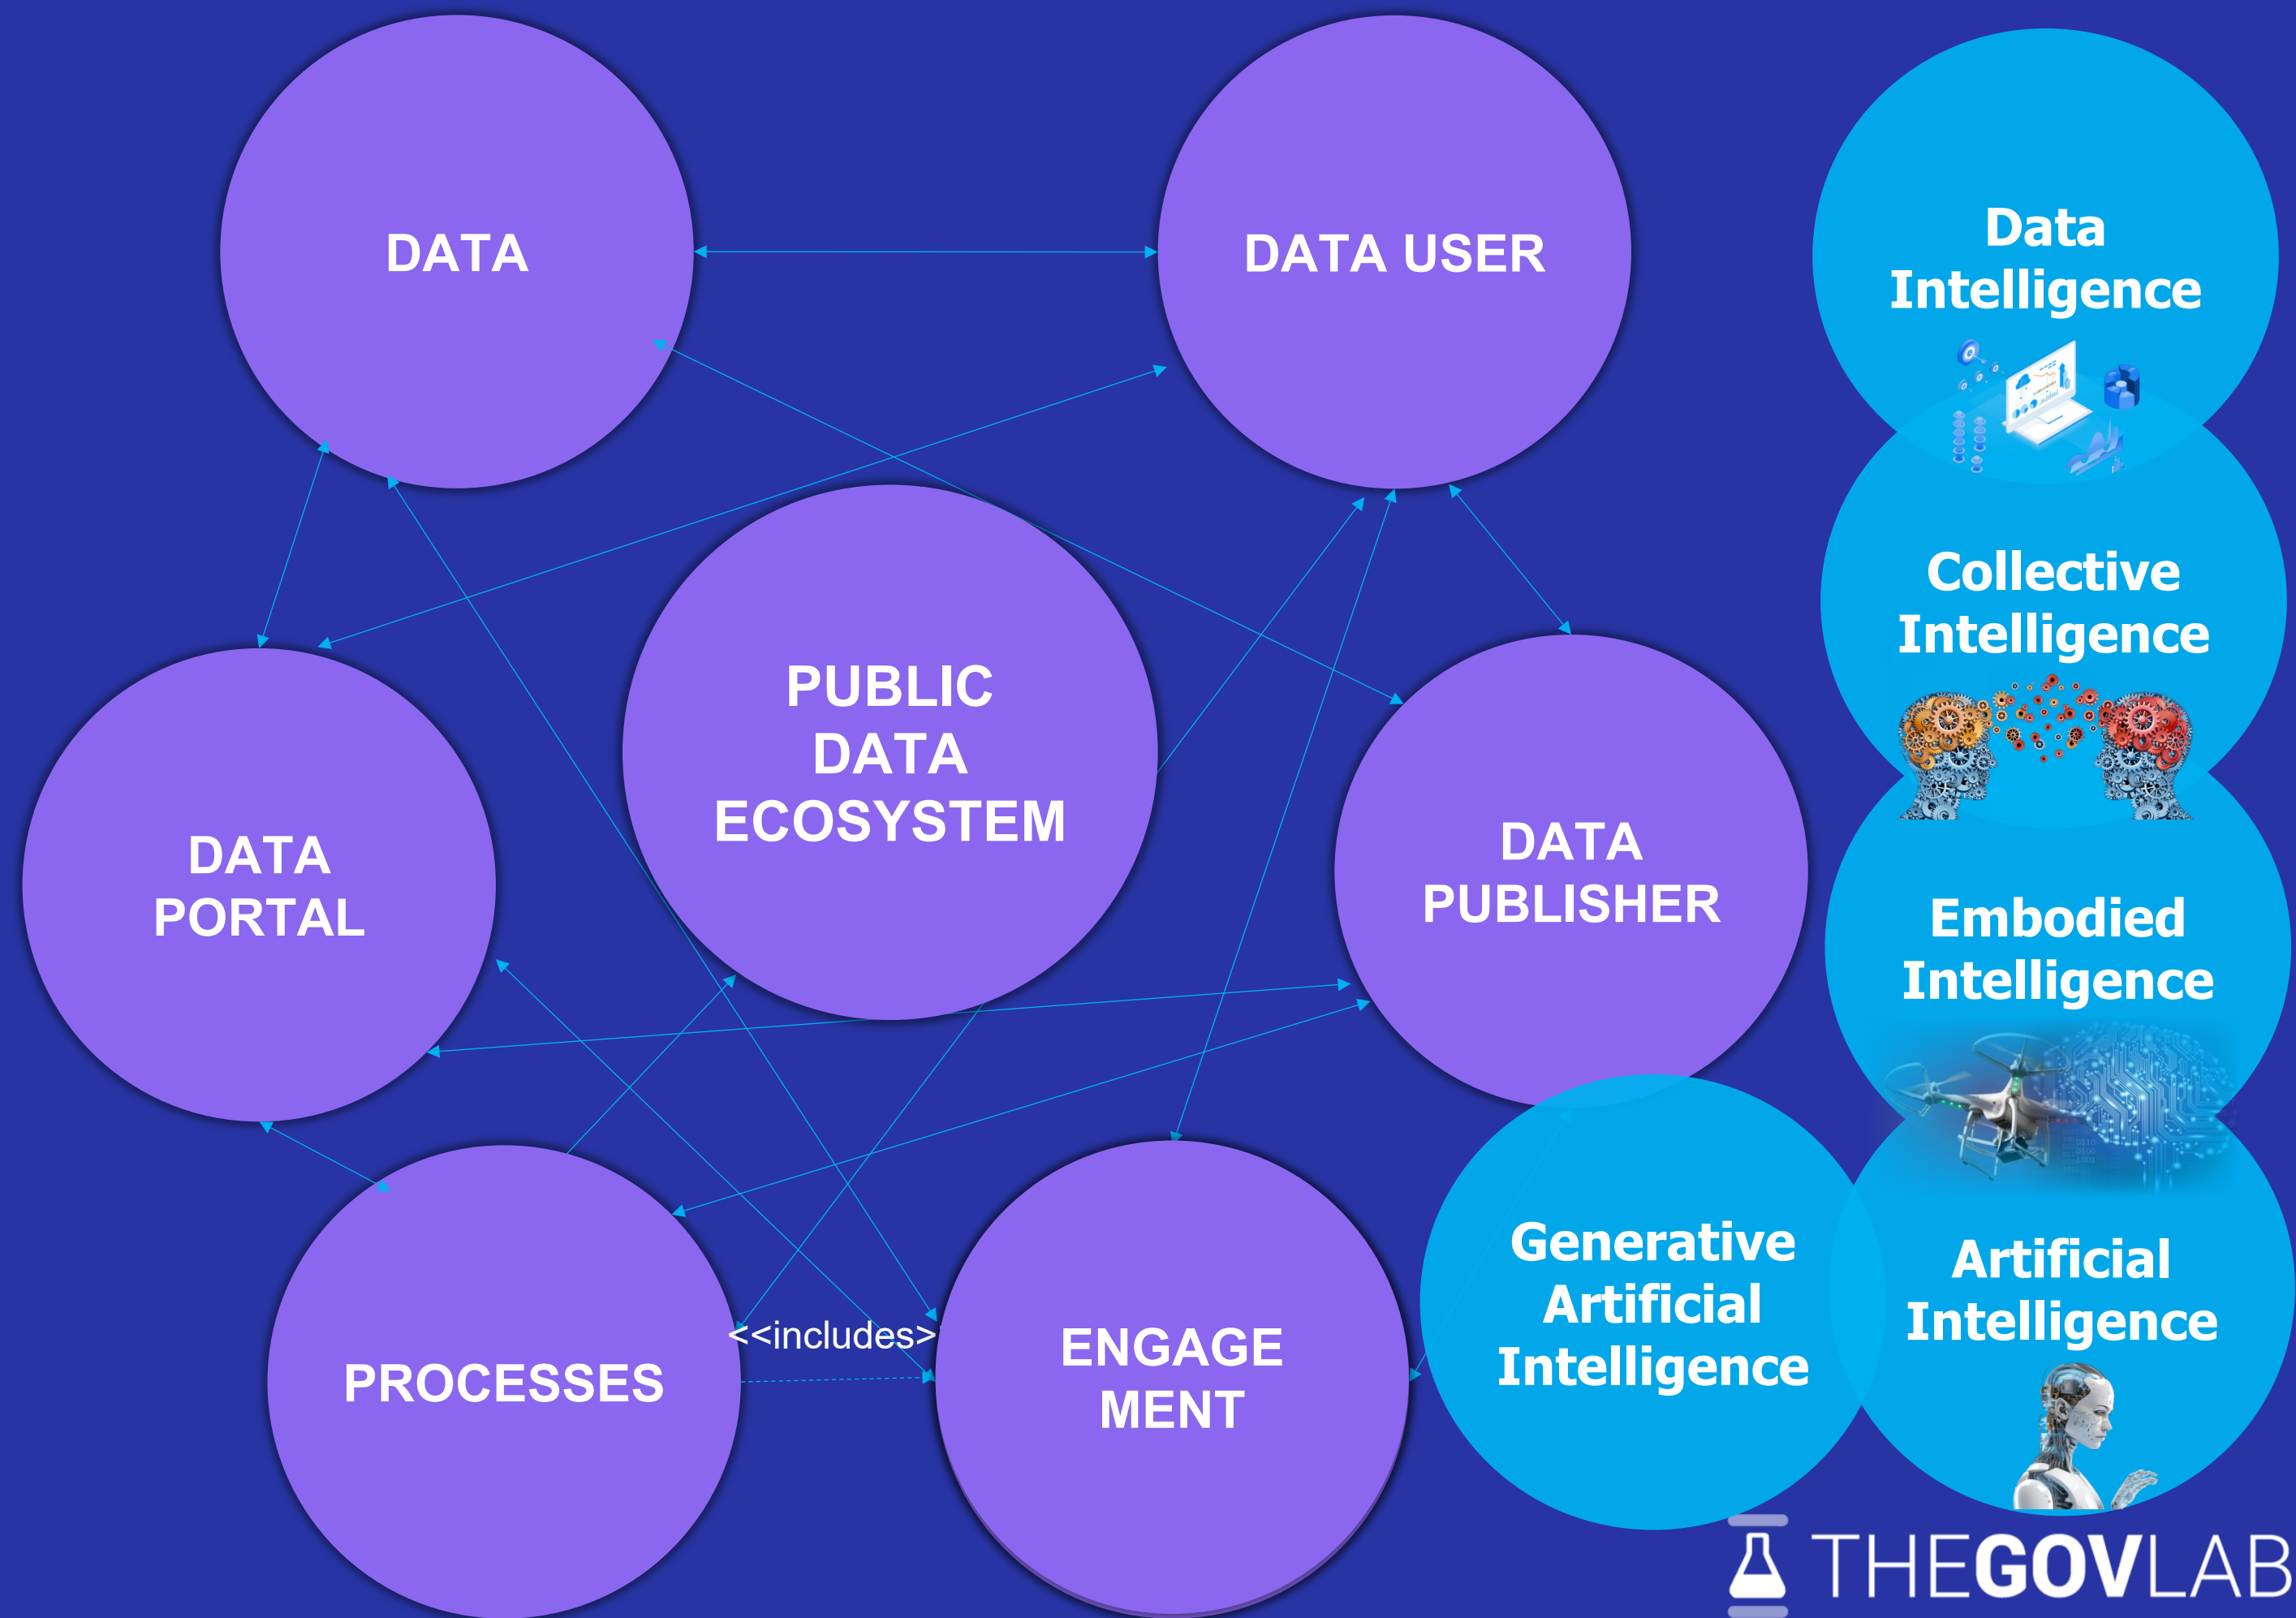 DATA
DATA USER
PUBLIC
DATA
ECOSYSTEM
DATA
PORTAL
DATA
PUBLISHER
PROCESSES
<<includes>
ENGAGE
MENT
Data
Intelligence
Collective
Intelligence
Embodied
Intelligence
Generative
Artificial
Intelligence
Artificial
Intelligence
THEGOVLAB